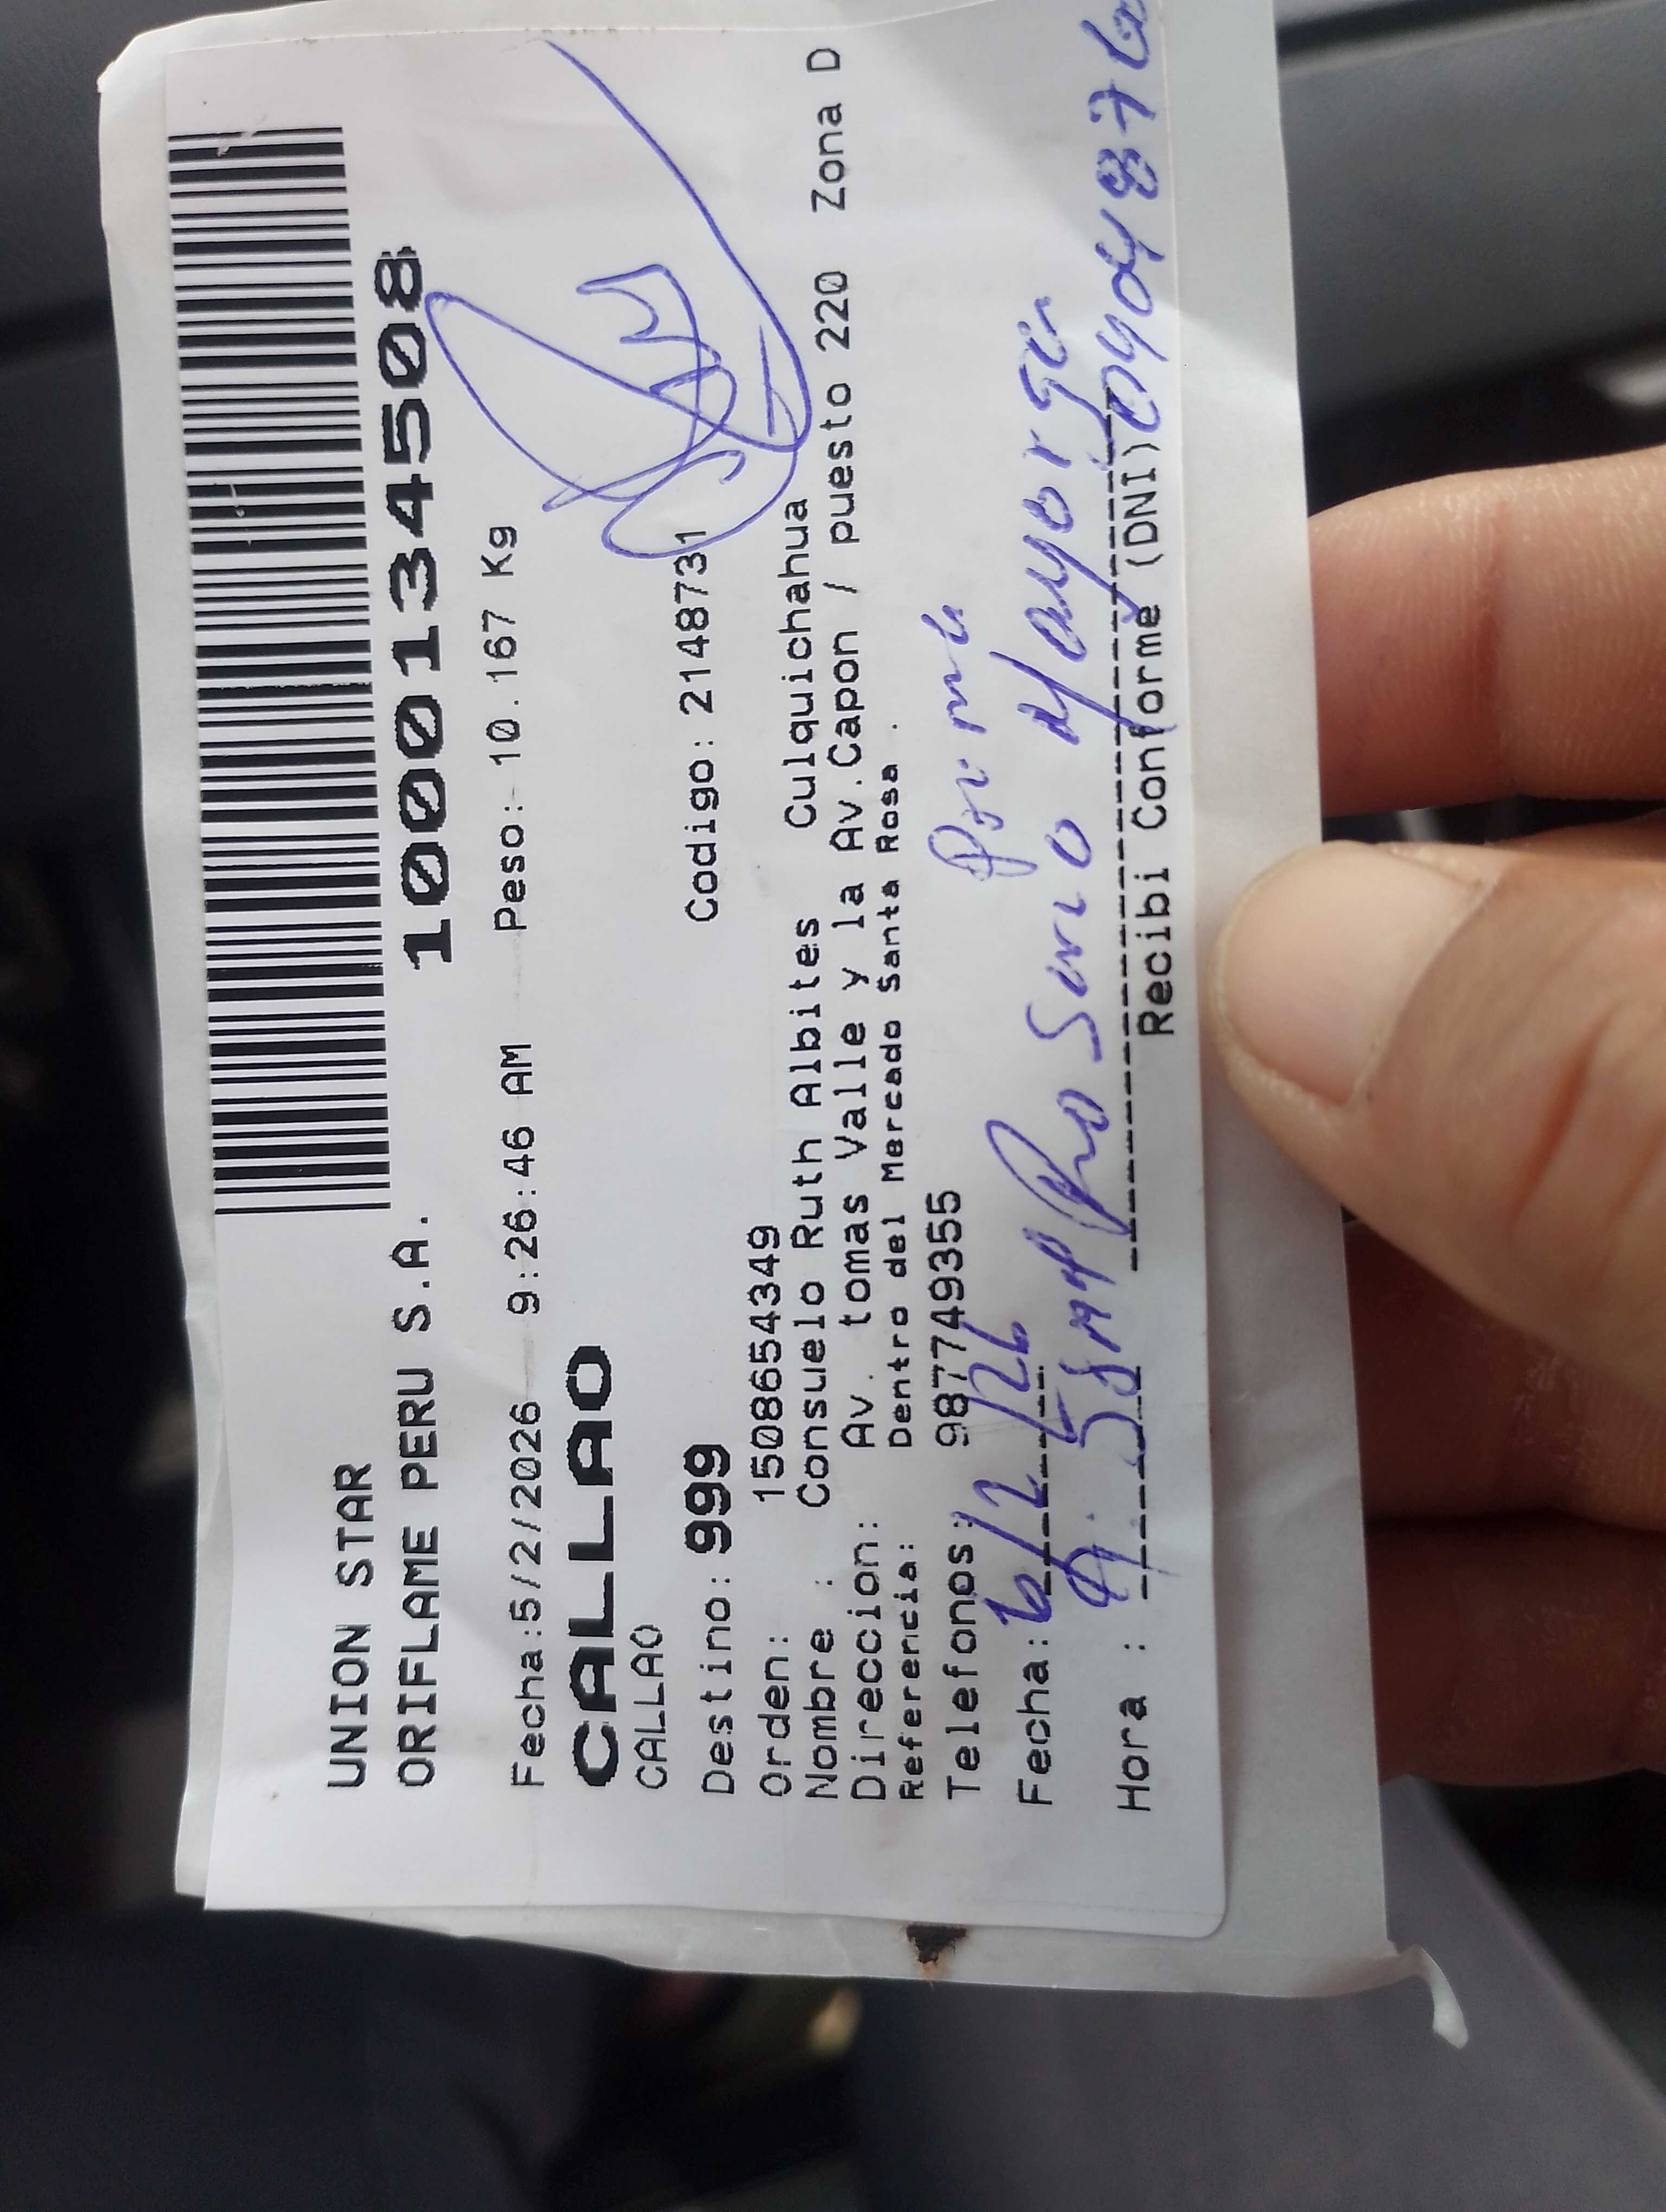 UNION STAR
ORIFLAME PERU S.A. 1000134508
Fecha:5/2/2026 9:26:46 AM Peso: 10.167 Kg
CALLAO
CALLAO
Destino: 999 Codigo: 2148731
Orden: 1508654349
Nombre : Consuelo Ruth Albites Culquichahua
Direccion: Av. tomas Valle y la Av.Capon / puesto 220 Zona D
Referencia: Dentro del Mercado Santa Rosa .
Telefonos: 987749355
Fecha: 6/2/26
Hora : Mayorga
Recibi Conforme (DNI)